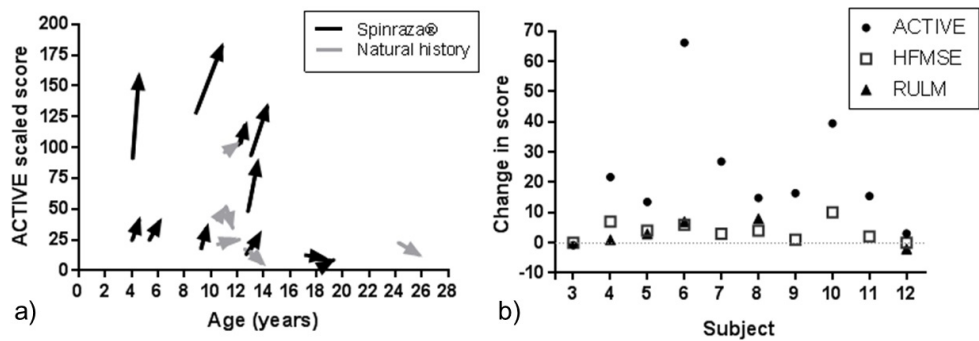 200
175
150
125
100
75
50
25
0
ACTIVE scaled score
Spinraza®
Natural history
0 2 4 6 8 10 12 14 16 18 20 22 24 26 28
Age (years)
a)
70
60
50
40
30
20
10
0
-10
Change in score
ACTIVE
HFMSE
RULM
3 4 5 6 7 8 9 10 11 12
Subject
b)